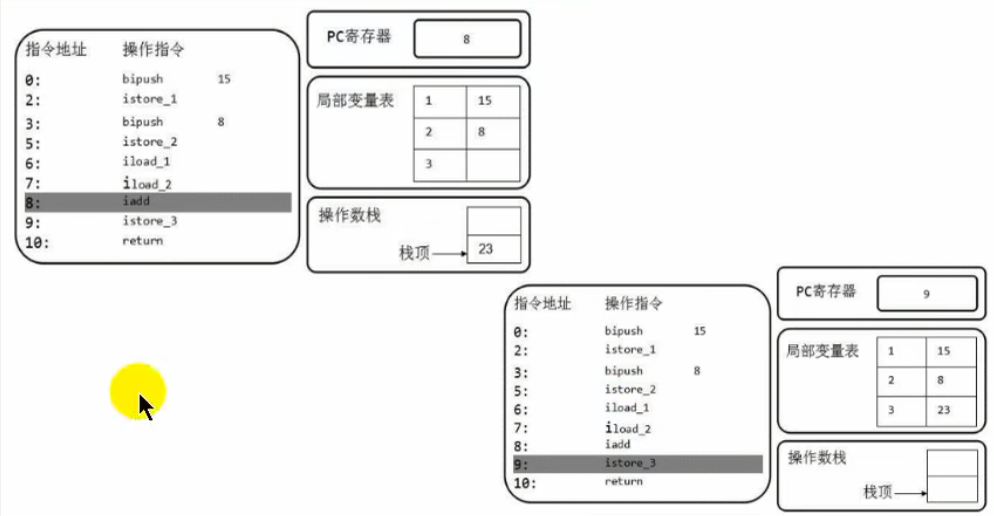 指令地址 操作指令
0: bipush 15
2: istore_1
3: bipush 8
5: istore_2
6: iload_1
7: iload_2
8: iadd
9: istore_3
10: return
PC寄存器 8
局部变量表
1 15
2 8
3
操作数栈
栈顶 23
指令地址 操作指令
0: bipush 15
2: istore_1
3: bipush 8
5: istore_2
6: iload_1
7: iload_2
8: iadd
9: istore_3
10: return
PC寄存器 9
局部变量表
1 15
2 8
3 23
操作数栈
栈顶